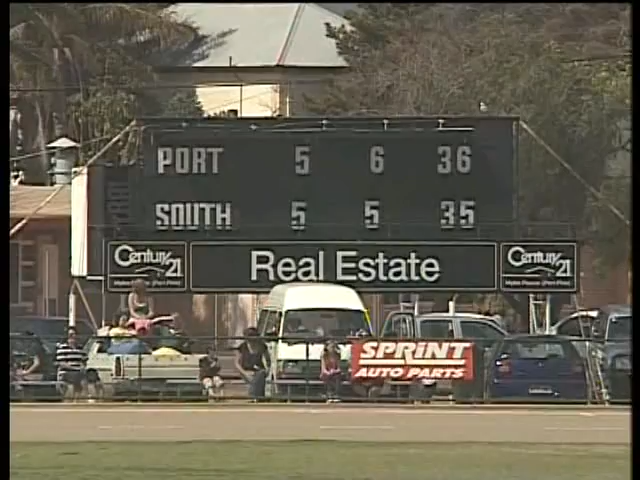 PORT 5 6 36
SOUTH 5 5 35
Century 21 Real Estate Century 21
SPRINT
AUTO PARTS